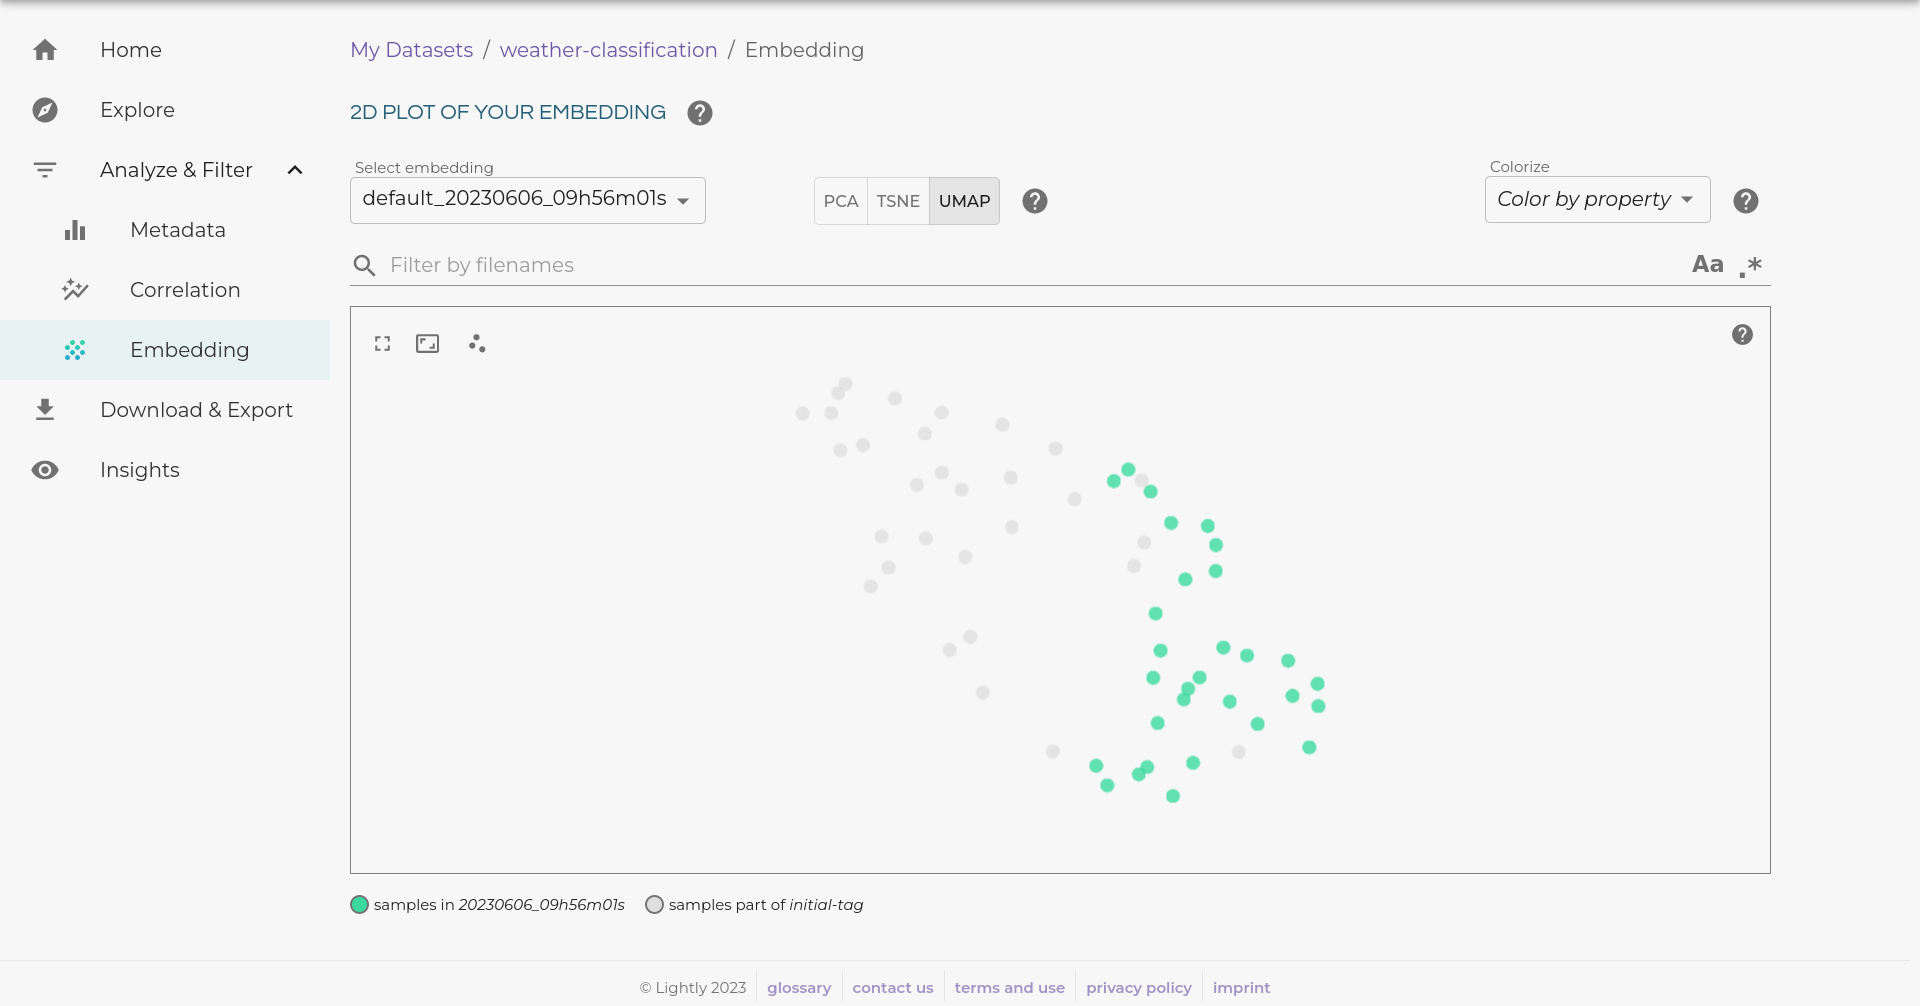 Home
Explore
Analyze & Filter
Metadata
Correlation
Embedding
Download & Export
Insights
My Datasets / weather-classification / Embedding
2D PLOT OF YOUR EMBEDDING ?
Select embedding
default_20230606_09h56m01s
PCA TSNE UMAP ?
Colorize
Color by property ?
Filter by filenames Aa .*
?
samples in 20230606_09h56m01s samples part of initial-tag
© Lightly 2023 glossary contact us terms and use privacy policy imprint